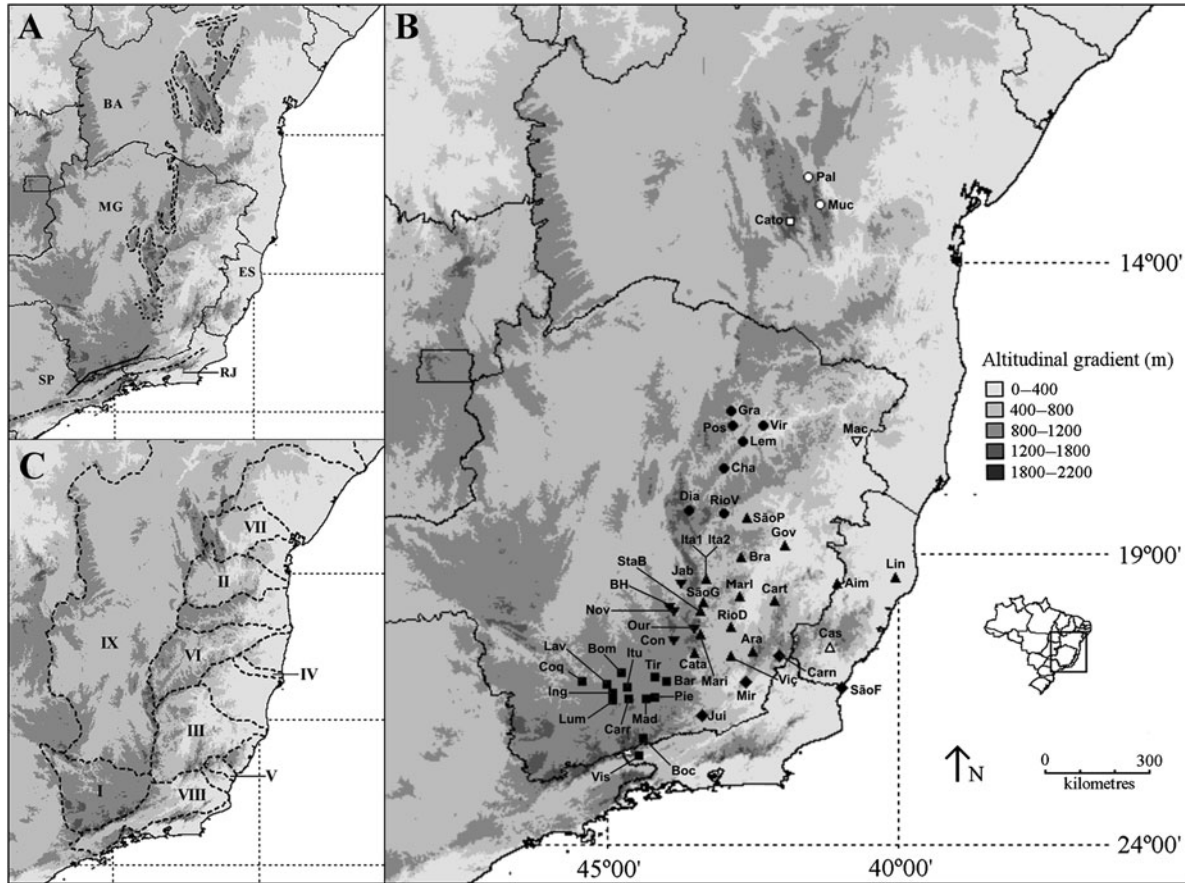 A
BA
MG
ES
SP
RJ
B
Pal
Muc
Cato
14°00'
Altitudinal gradient (m)
0–400
400–800
800–1200
1200–1800
1800–2200
Gra
Pos
Vir
Lem
Mac
Cha
Dia
RioV
SãoP
Ita1 Ita2
Gov
19°00'
StaB
Bra
Jab
Lin
BH
Marl
Cart
Aim
SãoG
Nov
RioD
Our
Cas
Lav
Con
Ara
Bom
Itu
Cata
Coq
Tir
Bar
Mari
Viç
Carn
Ing
Pie
Mir
SãoF
Lum
Carr
Mad
Jui
Vis
Boc
N
0 300
kilometres
24°00'
45°00'
40°00'
C
VII
II
IX
VI
IV
III
V
I
VIII